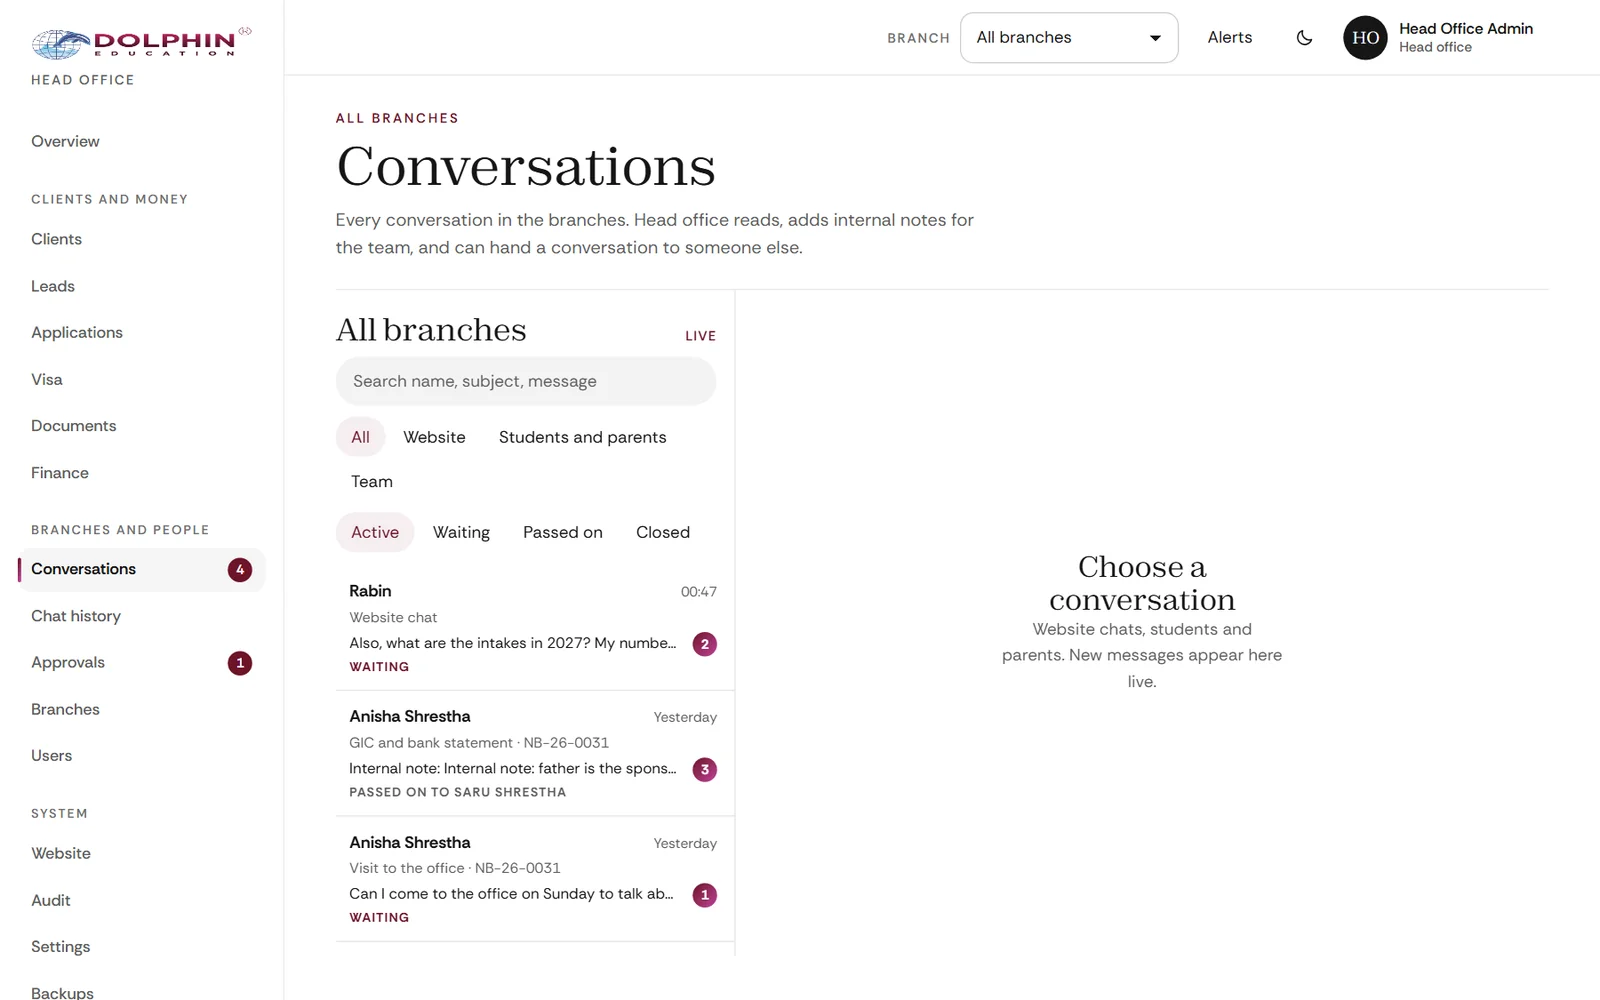 DOLPHIN
EDUCATION
HEAD OFFICE
Overview
CLIENTS AND MONEY
Clients
Leads
Applications
Visa
Documents
Finance
BRANCHES AND PEOPLE
Conversations 4
Chat history
Approvals 1
Branches
Users
SYSTEM
Website
Audit
Settings
Backups
BRANCH All branches Alerts HO Head Office Admin
Head office
ALL BRANCHES
Conversations
Every conversation in the branches. Head office reads, adds internal notes for
the team, and can hand a conversation to someone else.
All branches LIVE
Search name, subject, message
All Website Students and parents
Team
Active Waiting Passed on Closed
Rabin 00:47
Website chat
Also, what are the intakes in 2027? My numbe... 2
WAITING
Anisha Shrestha Yesterday
GIC and bank statement · NB-26-0031
Internal note: Internal note: father is the spons... 3
PASSED ON TO SARU SHRESTHA
Anisha Shrestha Yesterday
Visit to the office · NB-26-0031
Can I come to the office on Sunday to talk ab... 1
WAITING
Choose a
conversation
Website chats, students and
parents. New messages appear here
live.